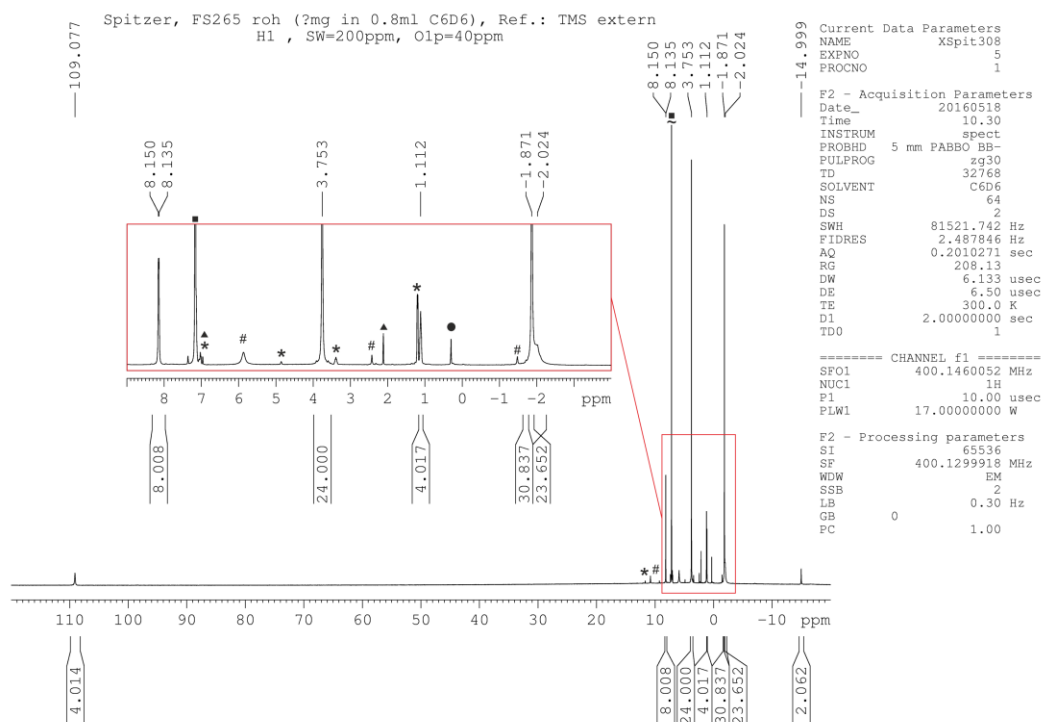 Spitzer, FS265 roh (?mg in 0.8ml C6D6), Ref.: TMS extern
H1 , SW=200ppm, O1p=40ppm
109.077
8.150
8.135
3.753
1.112
-1.871
-2.024
-14.999
8.150
8.135
3.753
1.112
-1.871
-2.024
■
~
■
▲
*
#
*
*
#
▲
*
●
#
8 7 6 5 4 3 2 1 0 -1 -2 ppm
8.008
24.000
4.017
30.837
23.652
*
#
110 100 90 80 70 60 50 40 30 20 10 0 -10 ppm
4.014
8.008
24.000
4.017
30.837
23.652
2.062
Current Data Parameters
NAME XSpit308
EXPNO 5
PROCNO 1
F2 - Acquisition Parameters
Date_ 20160518
Time 10.30
INSTRUM spect
PROBHD 5 mm PABBO BB-
PULPROG zg30
TD 32768
SOLVENT C6D6
NS 64
DS 2
SWH 81521.742 Hz
FIDRES 2.487846 Hz
AQ 0.2010271 sec
RG 208.13
DW 6.133 usec
DE 6.50 usec
TE 300.0 K
D1 2.00000000 sec
TD0 1
======== CHANNEL f1 ========
SFO1 400.1460052 MHz
NUC1 1H
P1 10.00 usec
PLW1 17.00000000 W
F2 - Processing parameters
SI 65536
SF 400.1299918 MHz
WDW EM
SSB 2
LB 0.30 Hz
GB 0
PC 1.00